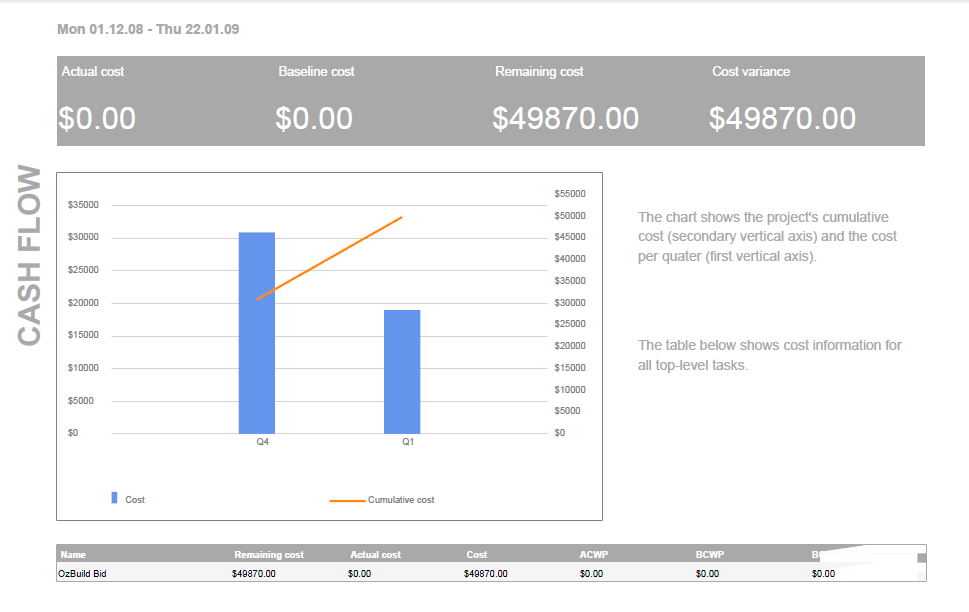 Mon 01.12.08 - Thu 22.01.09
Actual cost Baseline cost Remaining cost Cost variance
$0.00 $0.00 $49870.00 $49870.00
CASH FLOW
$35000
$30000
$25000
$20000
$15000
$10000
$5000
$0
$55000
$50000
$45000
$40000
$35000
$30000
$25000
$20000
$15000
$10000
$5000
$0
Q4 Q1
Cost Cumulative cost
The chart shows the project's cumulative
cost (secondary vertical axis) and the cost
per quater (first vertical axis).
The table below shows cost information for
all top-level tasks.
Name Remaining cost Actual cost Cost ACWP BCWP
OzBuild Bid $49870.00 $0.00 $49870.00 $0.00 $0.00 $0.00